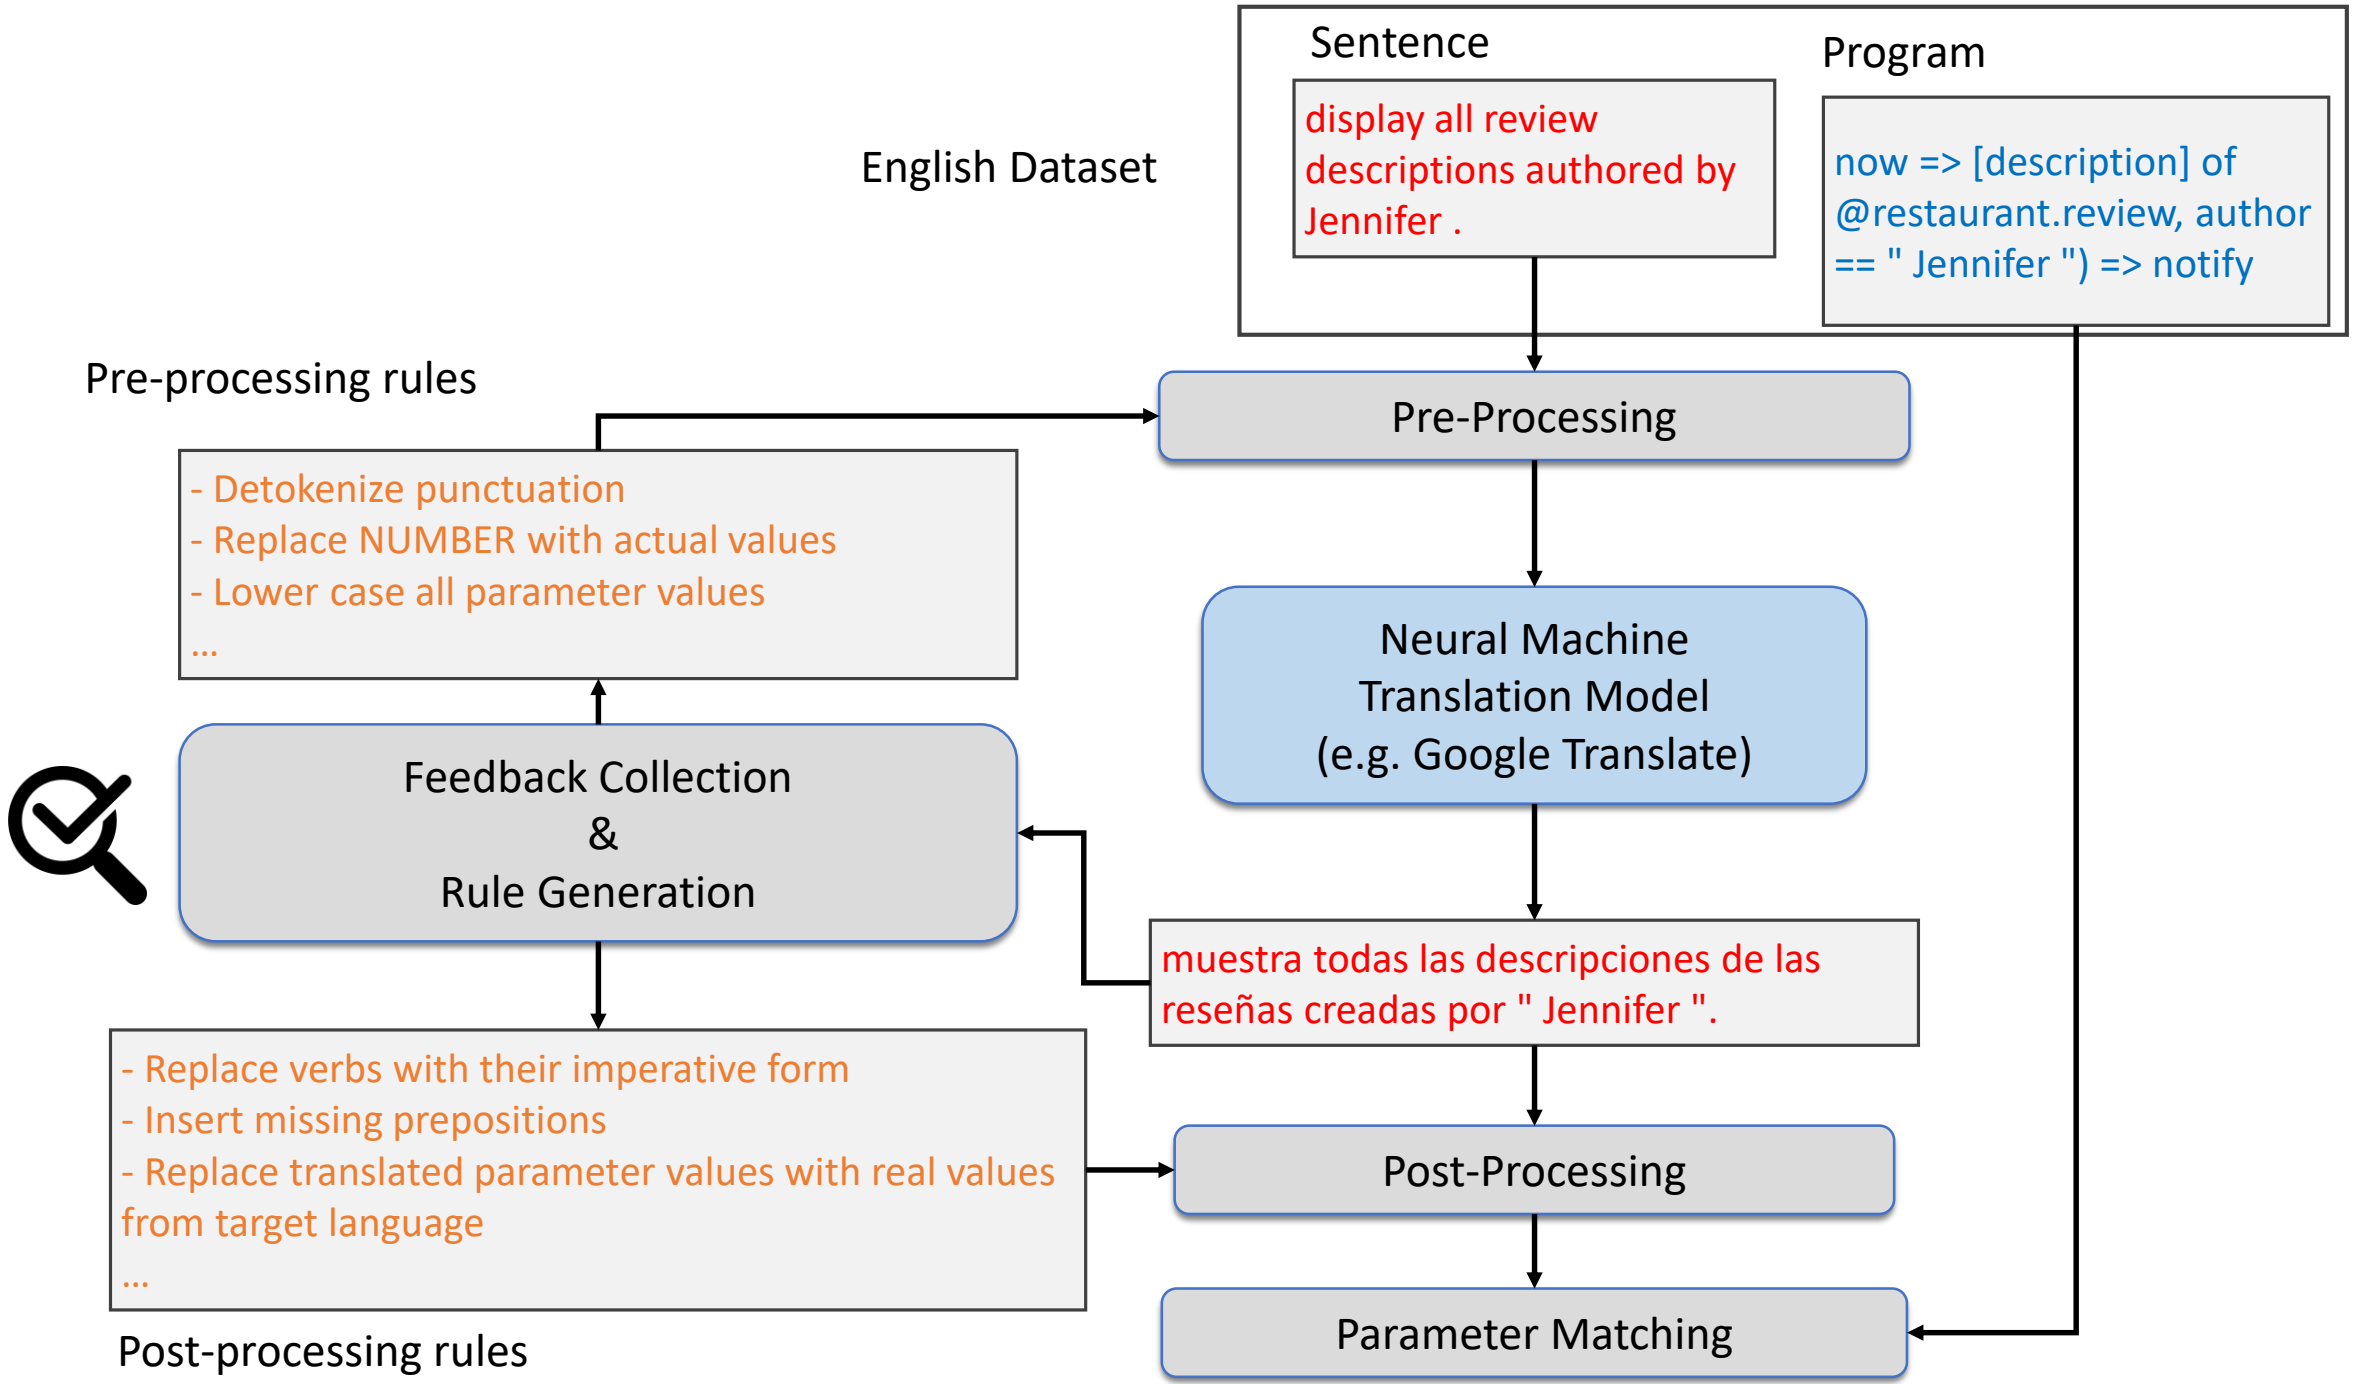 Sentence
display all review
descriptions authored by
Jennifer .
Program
now => [description] of
@restaurant.review, author
== " Jennifer ") => notify
English Dataset
Pre-processing rules
- Detokenize punctuation
- Replace NUMBER with actual values
- Lower case all parameter values
...
Pre-Processing
Neural Machine
Translation Model
(e.g. Google Translate)
Feedback Collection
&
Rule Generation
muestra todas las descripciones de las
reseñas creadas por " Jennifer ".
- Replace verbs with their imperative form
- Insert missing prepositions
- Replace translated parameter values with real values
from target language
...
Post-processing rules
Post-Processing
Parameter Matching